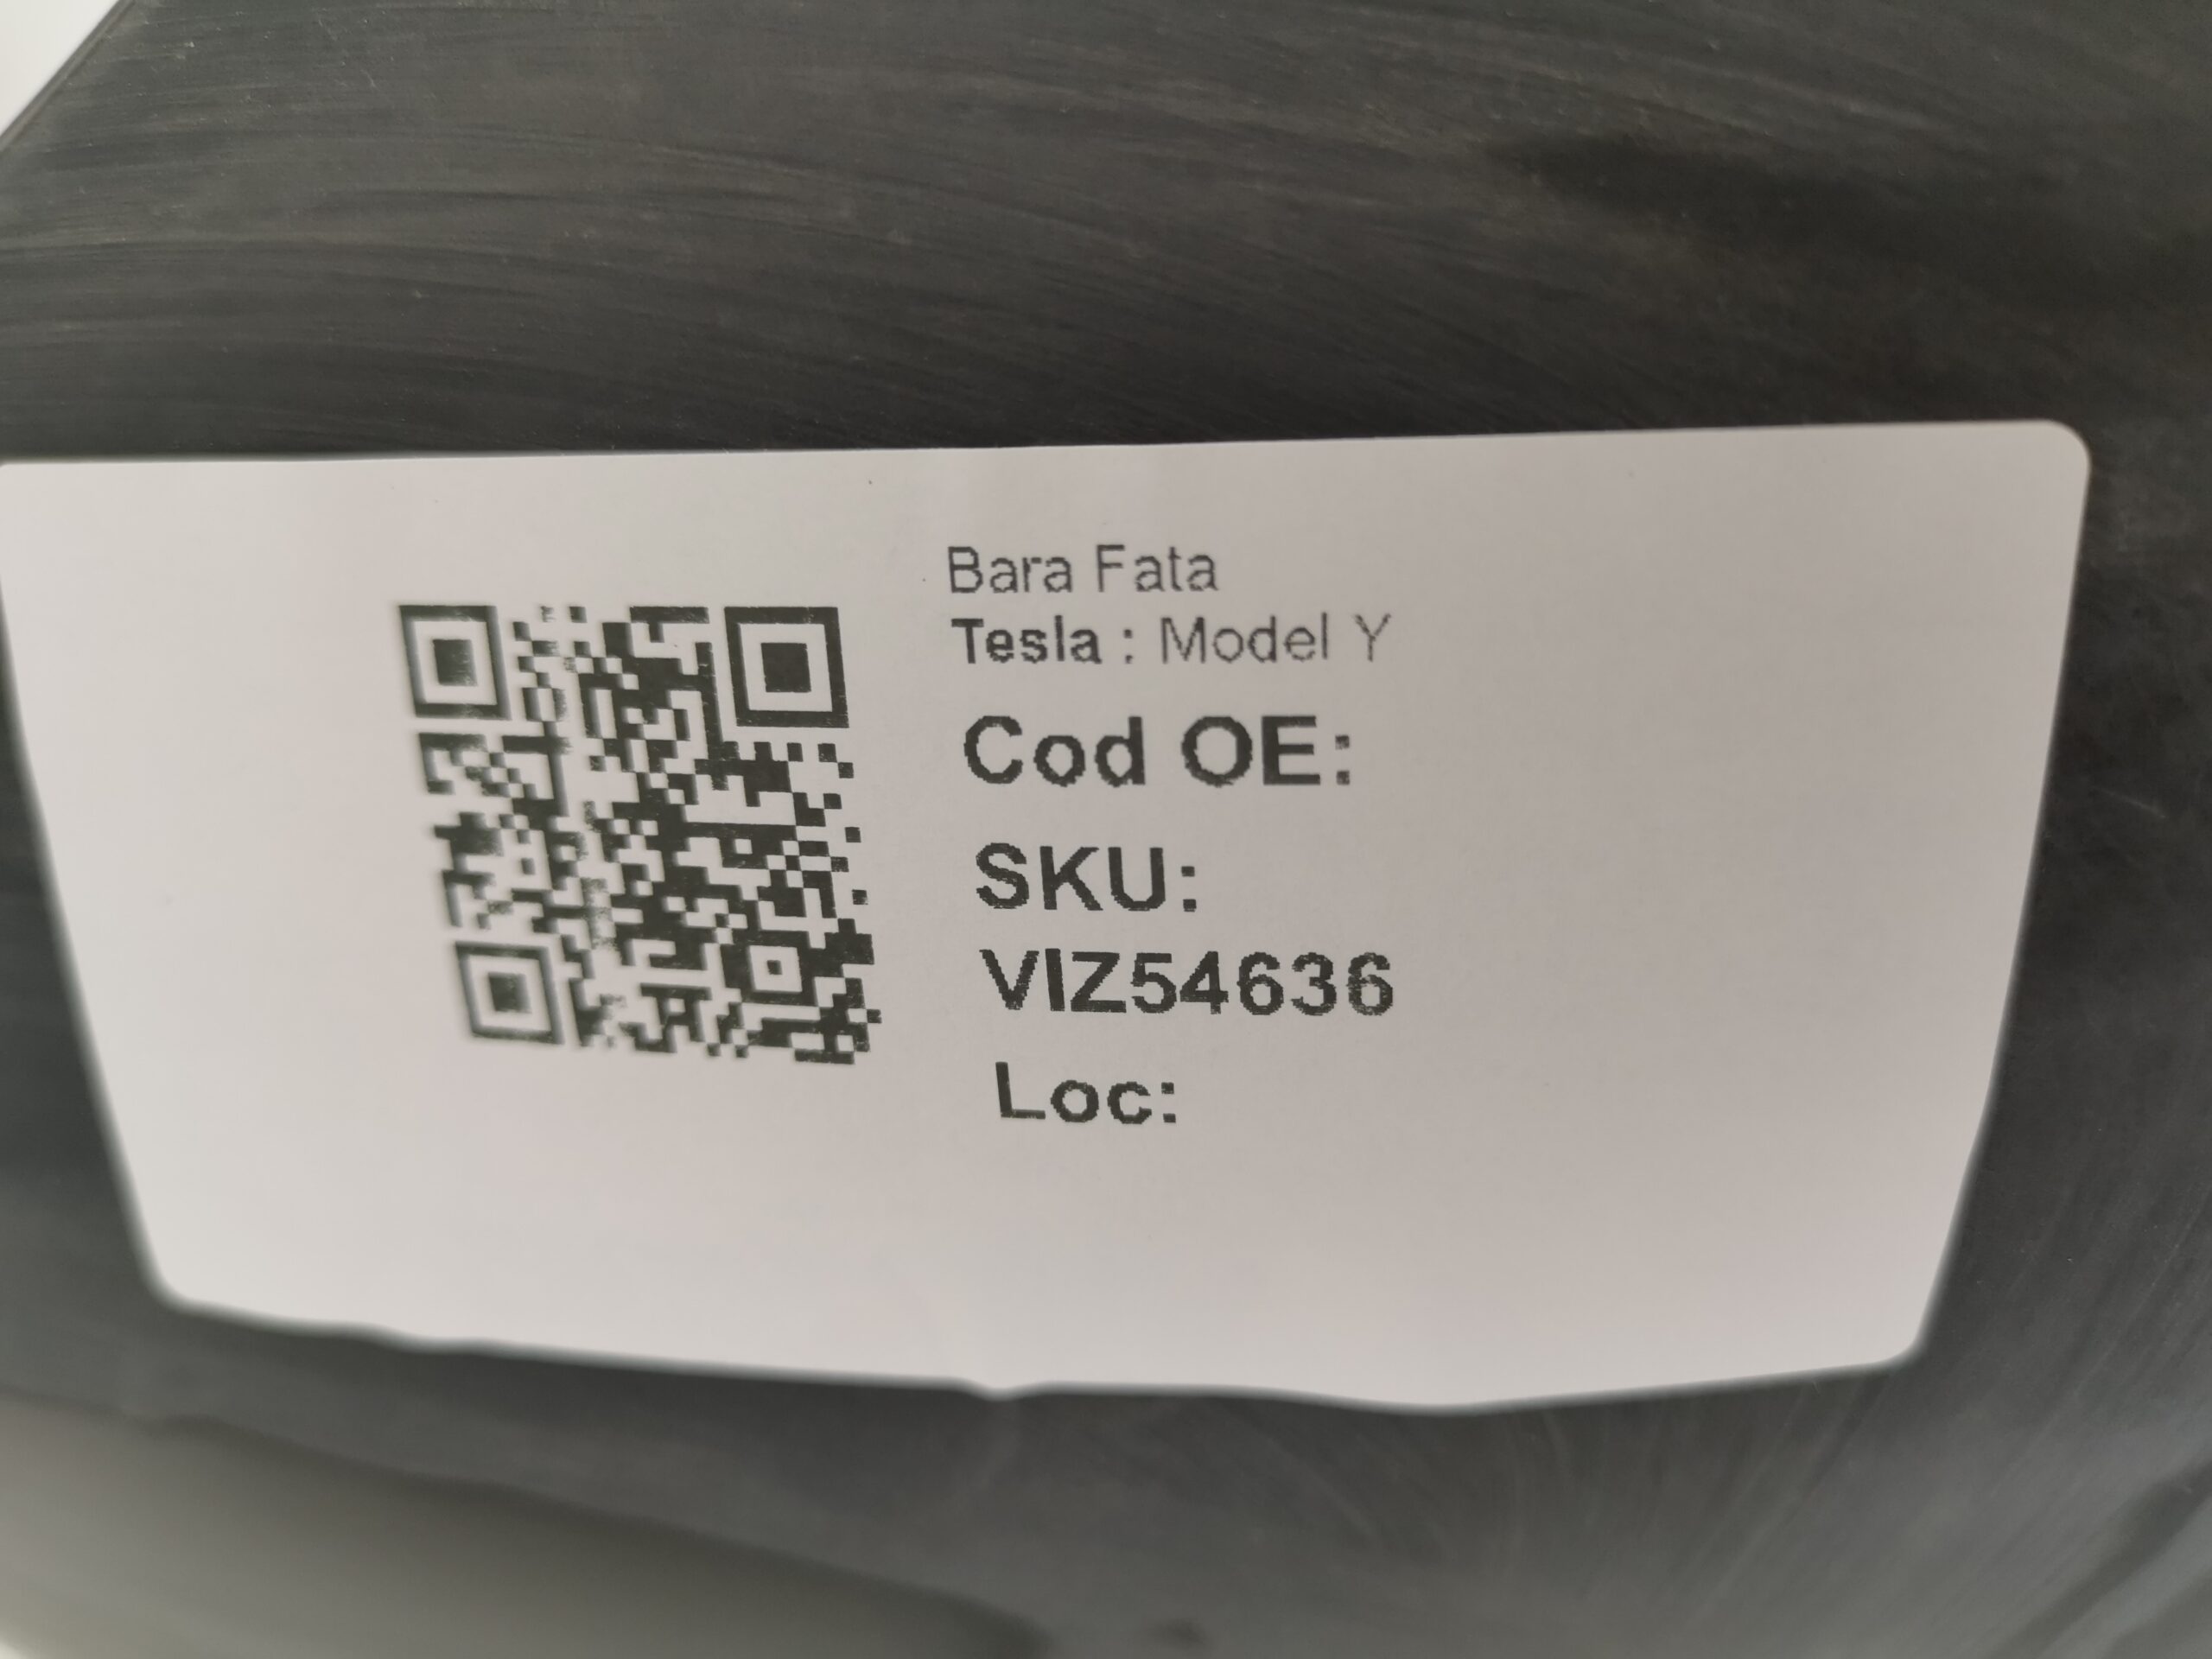 Bara Fata
Tesla : Model Y
Cod OE:
SKU:
VIZ54636
Loc: